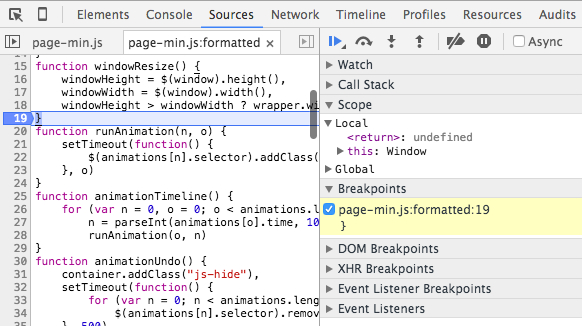 Elements Console Sources Network Timeline Profiles Resources Security
page-min.js page-min.js:formatted ×
Async
15 function windowResize() {
16 windowHeight = $(window).height(),
17 windowWidth = $(window).width(),
18 windowHeight > windowWidth ? wrapper.wi
19 }
20 function runAnimation(n, o) {
21 setTimeout(function() {
22 $(animations[n].selector).addClass(
23 }, o)
24 }
25 function animationTimeline() {
26 for (var n = 0, o = 0; o < animations.l
27 n = parseInt(animations[o].time, 10
28 runAnimation(o, n)
29 }
30 function animationUndo() {
31 container.addClass("js-hide"),
32 setTimeout(function() {
33 for (var n = 0; n < animations.leng
34 $(animations[n].selector).remov
35 }, 500)
Watch
Call Stack
Scope
Local
<return>: undefined
this: Window
Global
Breakpoints
page-min.js:formatted:19
}
DOM Breakpoints
XHR Breakpoints
Event Listener Breakpoints
Event Listeners